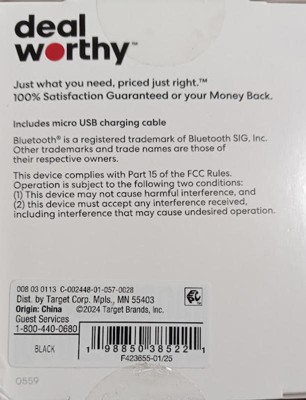 deal
worthy™
Just what you need, priced just right.™
100% Satisfaction Guaranteed or your Money Back.
Includes micro USB charging cable
Bluetooth® is a registered trademark of Bluetooth SIG, Inc.
Other trademarks and trade names are those of
their respective owners.
This device complies with Part 15 of the FCC Rules.
Operation is subject to the following two conditions:
(1) This device may not cause harmful interference, and
(2) this device must accept any interference received,
including interference that may cause undesired operation.
008 03 0113 C-002448-01-057-0028
Dist. by Target Corp. Mpls., MN 55403
Origin: China ©2024 Target Brands, Inc.
Guest Services
1-800-440-0680
BLACK
1 98850 38522 1
F423655-01/25
0559